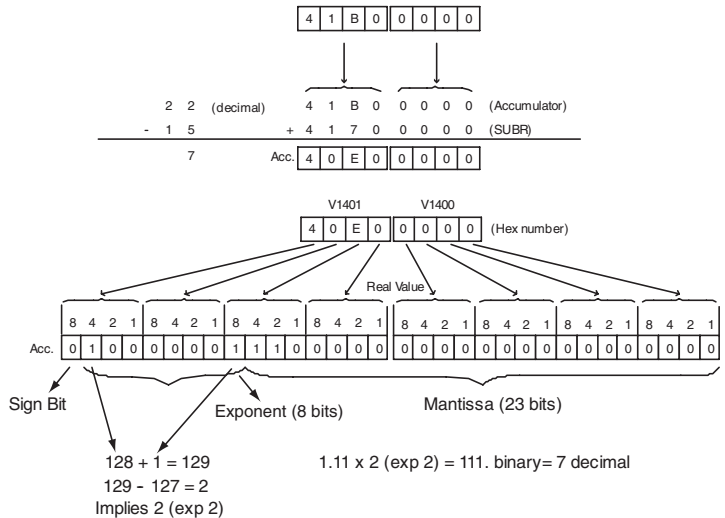 4 1 B 0 0 0 0 0
2 2 (decimal) 4 1 B 0 0 0 0 0 (Accumulator)
- 1 5 + 4 1 7 0 0 0 0 0 (SUBR)
7 Acc. 4 0 E 0 0 0 0 0
V1401 V1400
4 0 E 0 0 0 0 0 (Hex number)
Real Value
8 4 2 1 8 4 2 1 8 4 2 1 8 4 2 1 8 4 2 1 8 4 2 1 8 4 2 1 8 4 2 1
Acc. 0 1 0 0 0 0 0 0 1 1 1 0 0 0 0 0 0 0 0 0 0 0 0 0 0 0 0 0 0 0 0 0
Sign Bit
Exponent (8 bits)
Mantissa (23 bits)
128 + 1 = 129
129 - 127 = 2
Implies 2 (exp 2)
1.11 x 2 (exp 2) = 111. binary= 7 decimal